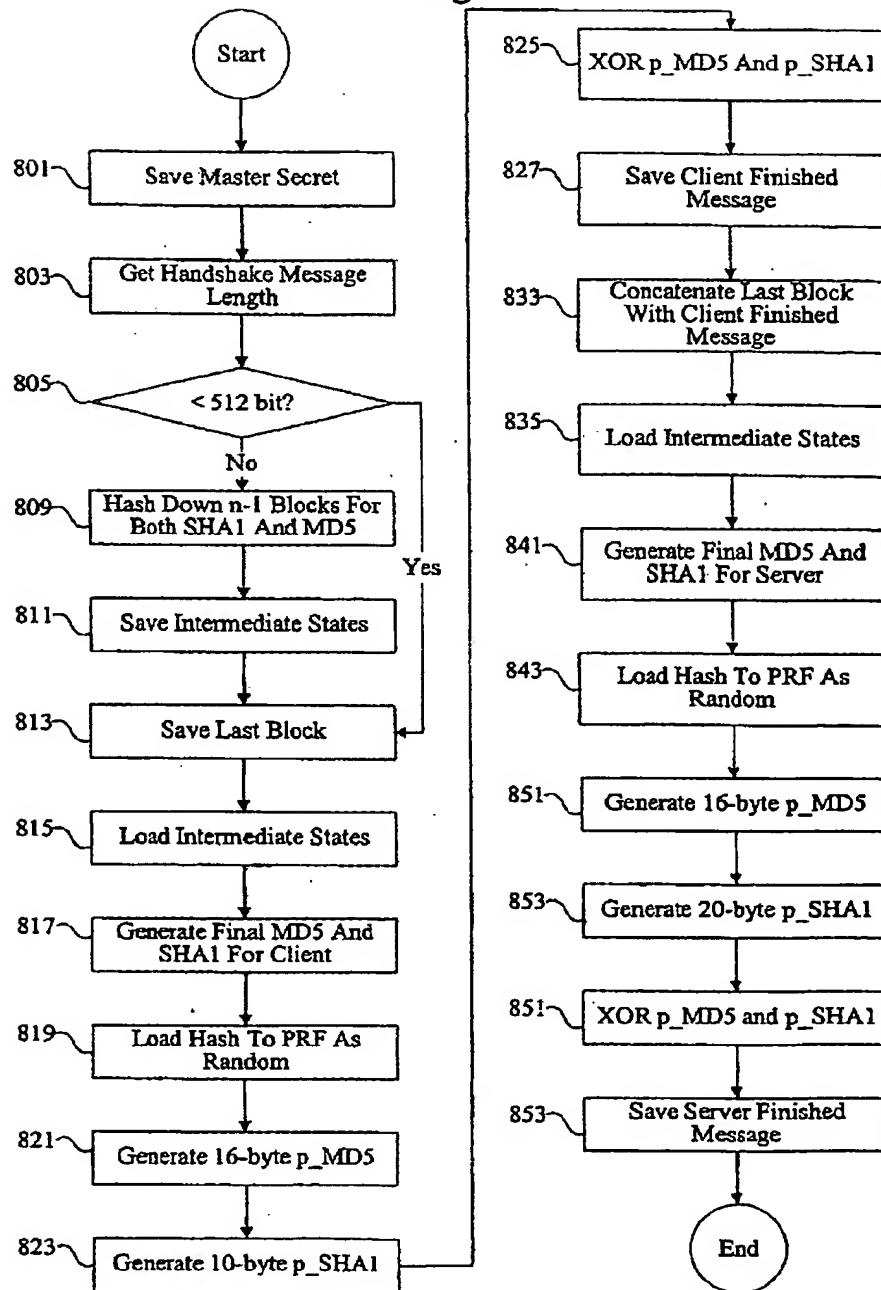 Start
801
Save Master Secret
803
Get Handshake Message
Length
805
< 512 bit?
No
Yes
809
Hash Down n-1 Blocks For
Both SHA1 And MD5
811
Save Intermediate States
813
Save Last Block
815
Load Intermediate States
817
Generate Final MD5 And
SHA1 For Client
819
Load Hash To PRF As
Random
821
Generate 16-byte p_MD5
823
Generate 10-byte p_SHA1
825
XOR p_MD5 And p_SHA1
827
Save Client Finished
Message
833
Concatenate Last Block
With Client Finished
Message
835
Load Intermediate States
841
Generate Final MD5 And
SHA1 For Server
843
Load Hash To PRF As
Random
851
Generate 16-byte p_MD5
853
Generate 20-byte p_SHA1
851
XOR p_MD5 and p_SHA1
853
Save Server Finished
Message
End